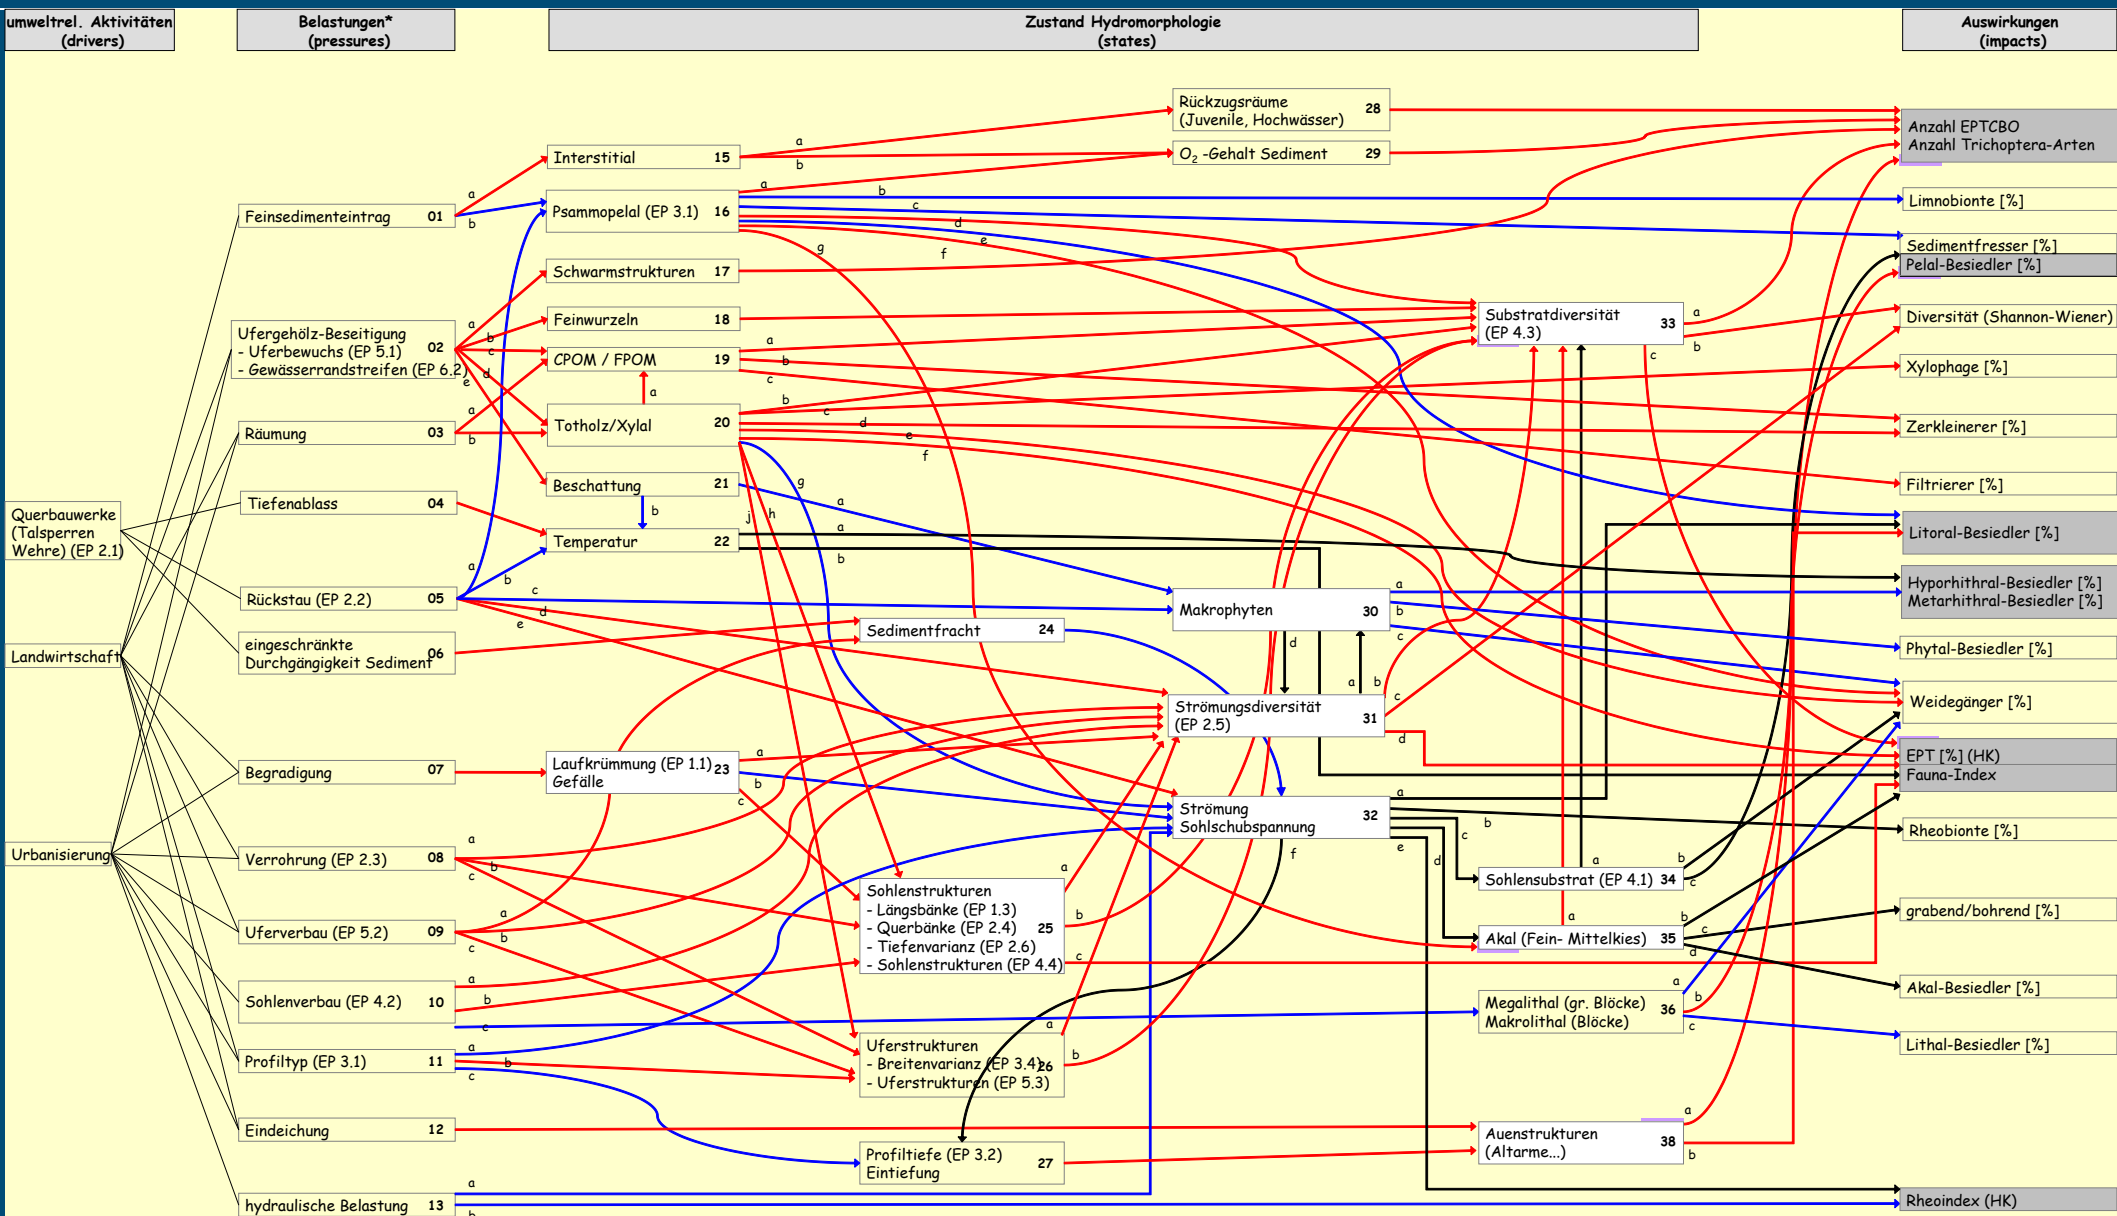 umweltrel. Aktivitäten
(drivers)
Belastungen*
(pressures)
Zustand Hydromorphologie
(states)
Auswirkungen
(impacts)
Querbauwerke
(Talsperren
Wehre) (EP 2.1)
Landwirtschaft
Urbanisierung
Feinsedimenteintrag 01
a
b
Ufergehölz-Beseitigung
- Uferbewuchs (EP 5.1) 02
- Gewässerrandstreifen (EP 6.2)
a
b
c
d
e
Räumung 03
a
b
Tiefenablass 04
Rückstau (EP 2.2) 05
a
b
c
d
e
eingeschränkte
Durchgängigkeit Sediment 06
Begradigung 07
Verrohrung (EP 2.3) 08
a
b
c
Uferverbau (EP 5.2) 09
a
b
c
Sohlenverbau (EP 4.2) 10
a
b
c
Profiltyp (EP 3.1) 11
a
b
c
Eindeichung 12
hydraulische Belastung 13
a
b
Interstitial 15
a
b
Psammopelal (EP 3.1) 16
a
b
c
d
e
f
g
Schwarmstrukturen 17
Feinwurzeln 18
CPOM / FPOM 19
a
b
c
Totholz/Xylal 20
a
b
c
d
e
f
g
h
j
Beschattung 21
a
b
Temperatur 22
a
b
Laufkrümmung (EP 1.1) 23
Gefälle
a
b
c
Sedimentfracht 24
Sohlenstrukturen
- Längsbänke (EP 1.3)
- Querbänke (EP 2.4) 25
- Tiefenvarianz (EP 2.6)
- Sohlenstrukturen (EP 4.4)
a
b
c
Uferstrukturen
- Breitenvarianz (EP 3.4) 26
- Uferstrukturen (EP 5.3)
a
b
Profiltiefe (EP 3.2) 27
Eintiefung
Rückzugsräume 28
(Juvenile, Hochwässer)
O2 -Gehalt Sediment 29
Makrophyten 30
a
b
c
d
Strömungsdiversität
(EP 2.5) 31
a
b
c
d
Strömung 32
Sohlschubspannung
a
b
c
d
e
f
Substratdiversität
(EP 4.3) 33
a
b
c
Sohlensubstrat (EP 4.1) 34
a
b
c
Akal (Fein- Mittelkies) 35
a
b
c
d
Megalithal (gr. Blöcke) 36
Makrolithal (Blöcke)
a
b
c
Auenstrukturen 38
(Altarme...)
a
b
Anzahl EPTCBO
Anzahl Trichoptera-Arten
Limnobionte [%]
Sedimentfresser [%]
Pelal-Besiedler [%]
Diversität (Shannon-Wiener)
Xylophage [%]
Zerkleinerer [%]
Filtrierer [%]
Litoral-Besiedler [%]
Hyporhithral-Besiedler [%]
Metarhithral-Besiedler [%]
Phytal-Besiedler [%]
Weidegänger [%]
EPT [%] (HK)
Fauna-Index
Rheobionte [%]
grabend/bohrend [%]
Akal-Besiedler [%]
Lithal-Besiedler [%]
Rheoindex (HK)